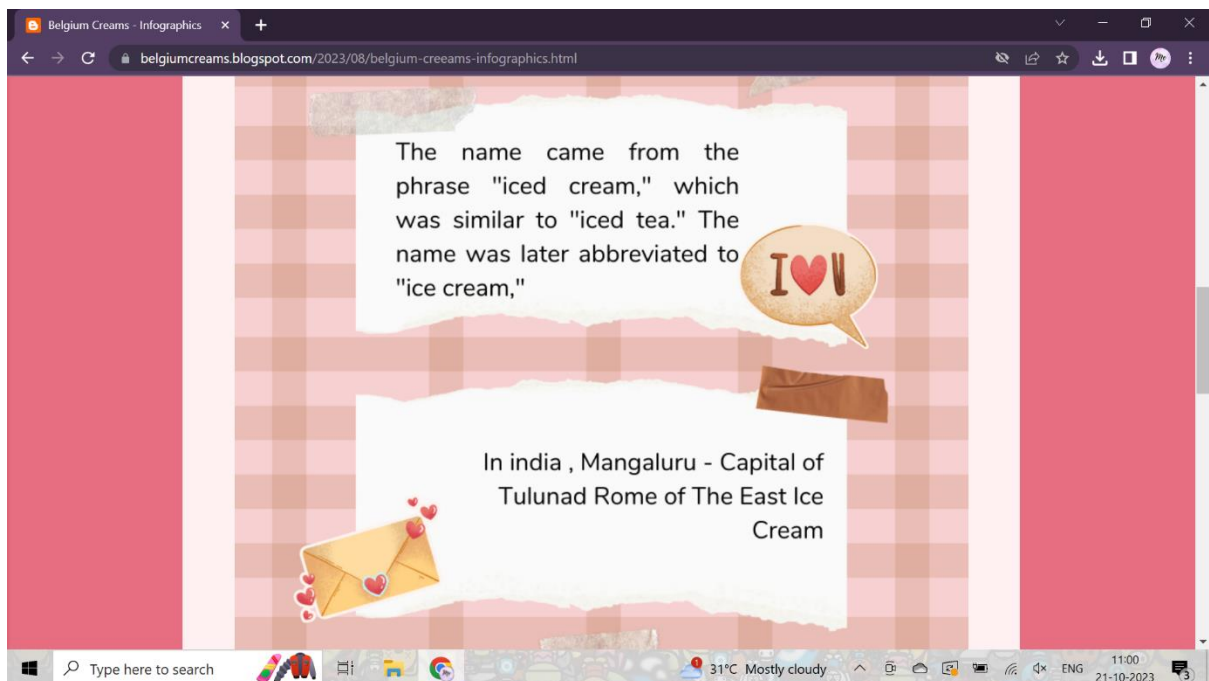 Belgium Creams - Infographics
belgiumcreams.blogspot.com/2023/08/belgium-creeams-infographics.html
The name came from the
phrase "iced cream," which
was similar to "iced tea." The
name was later abbreviated to
"ice cream,"
I U
In india , Mangaluru - Capital of
Tulunad Rome of The East Ice
Cream
Type here to search
31°C Mostly cloudy
ENG
11:00
21-10-2023
3